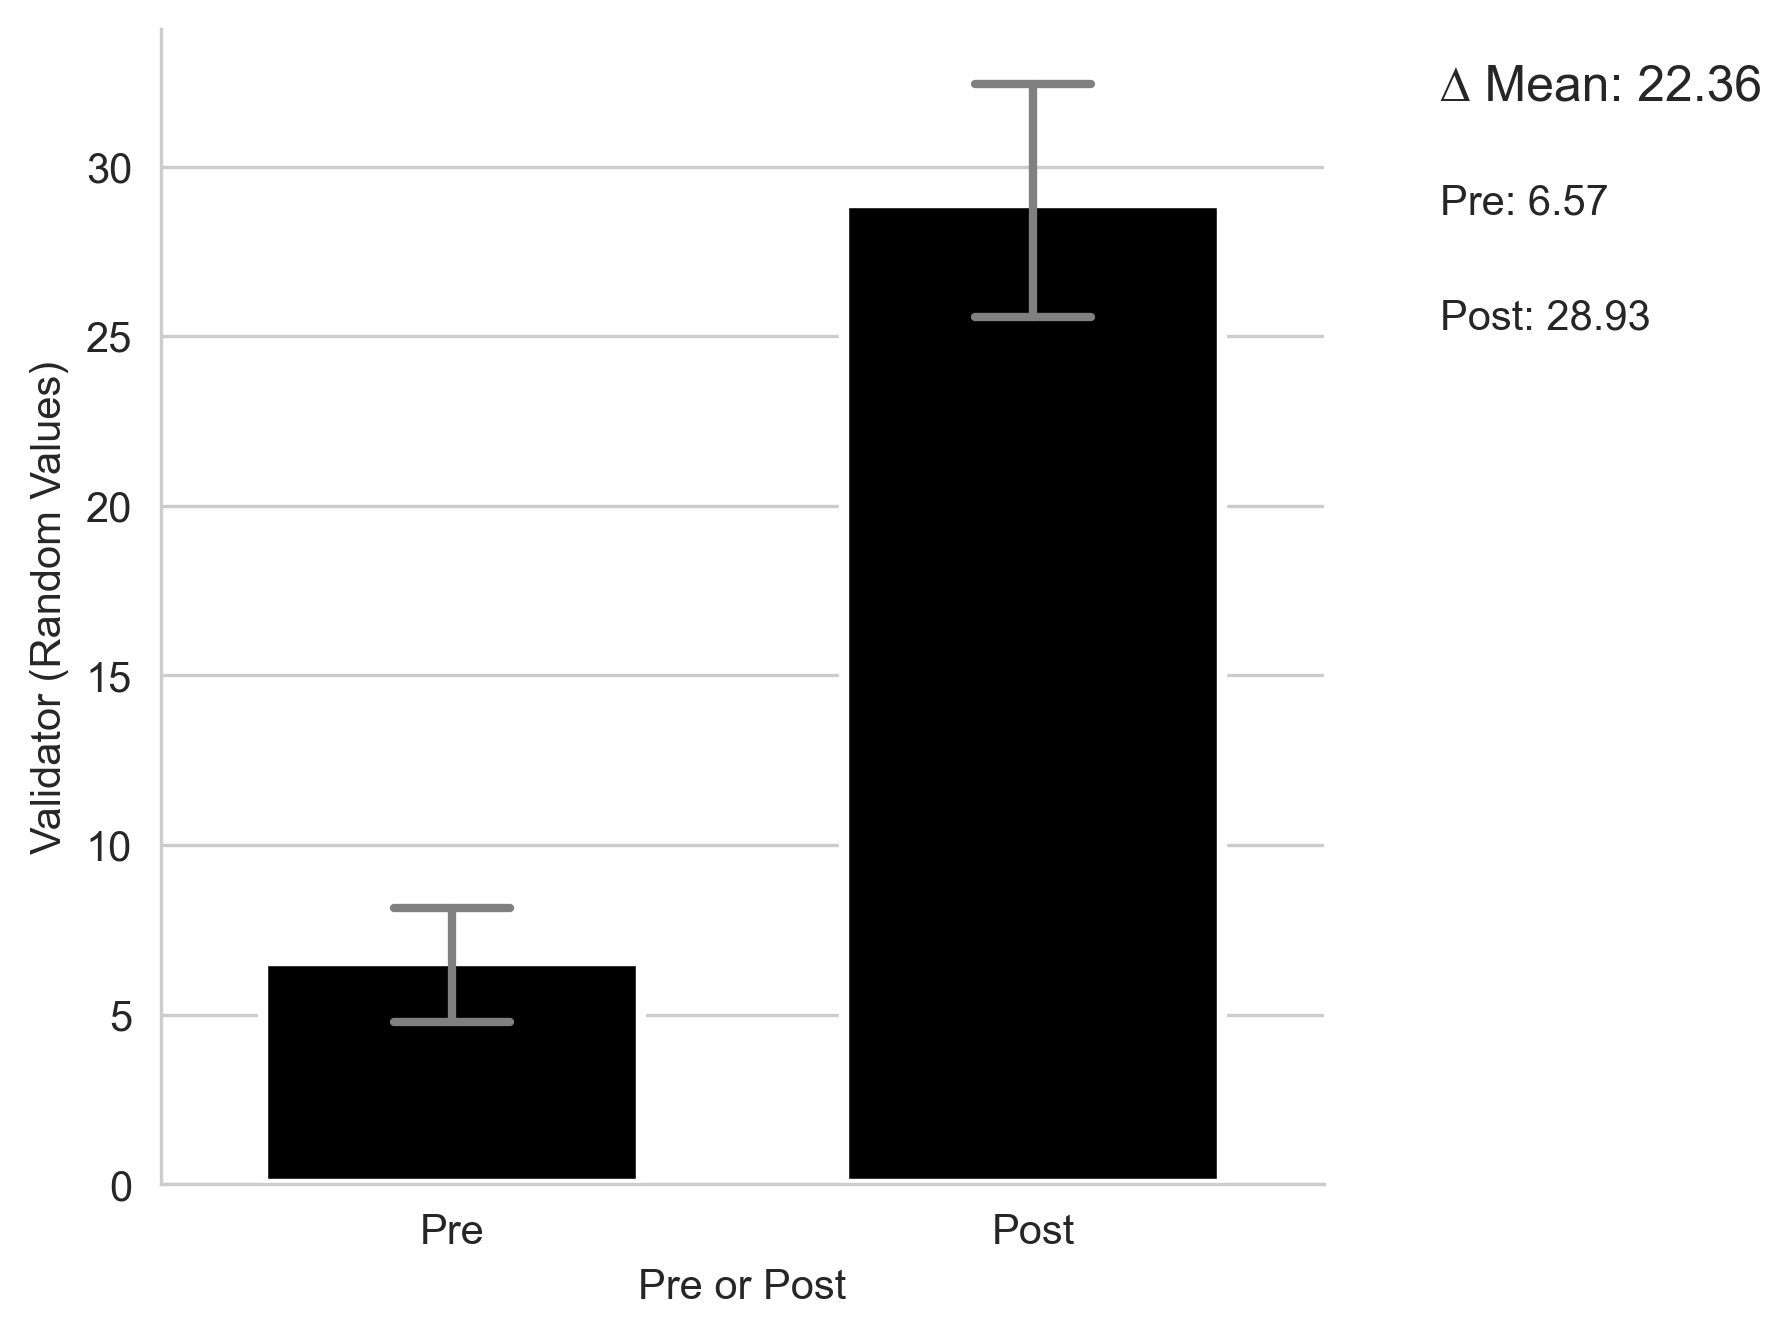 Δ Mean: 22.36
Pre: 6.57
Post: 28.93
Validator (Random Values)
30
25
20
15
10
5
0
Pre
Post
Pre or Post